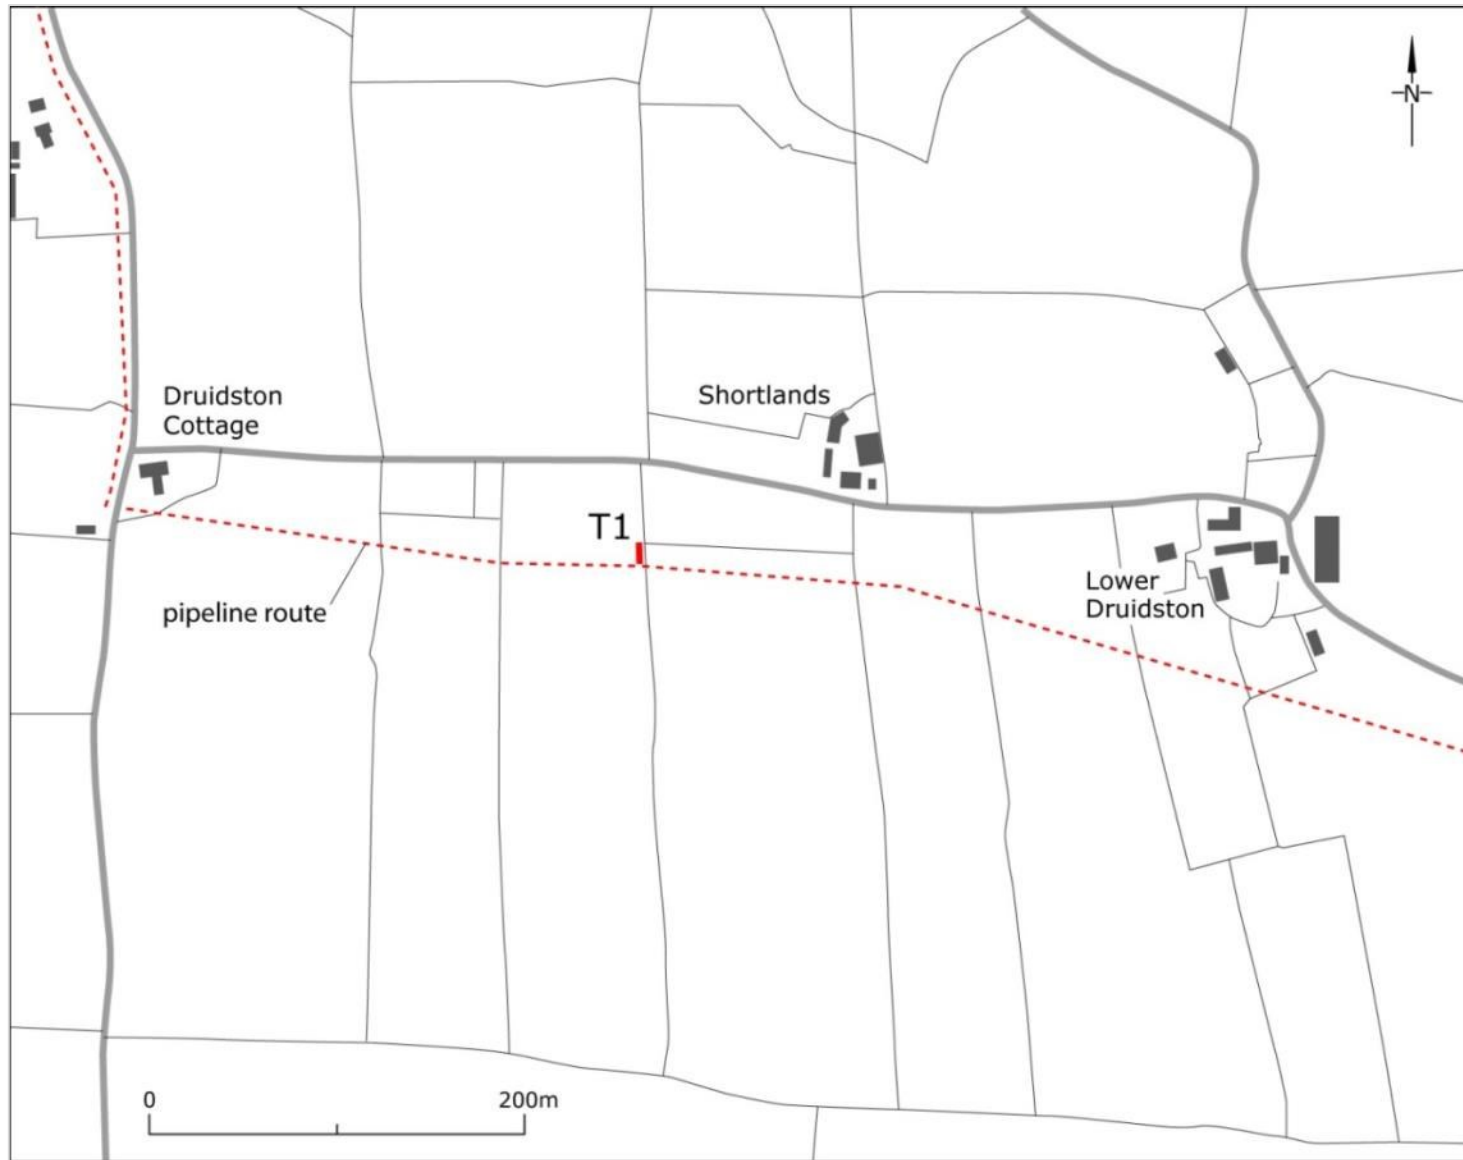 N
Druidston
Cottage
Shortlands
T1
Lower
Druidston
pipeline route
0
200m